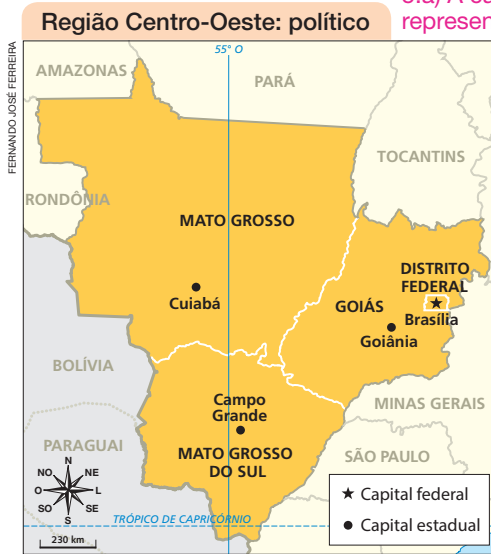 Região Centro-Oeste: político
represen
FERNANDO JOSÉ FERREIRA
55° O
AMAZONAS
PARÁ
TOCANTINS
RONDÔNIA
MATO GROSSO
DISTRITO
FEDERAL
GOIÁS
Brasília
Cuiabá
Goiânia
BOLÍVIA
Campo
Grande
MINAS GERAIS
MATO GROSSO
DO SUL
PARAGUAI
SÃO PAULO
N
NO
NE
O
L
SO
SE
S
TRÓPICO DE CAPRICÓRNIO
230 km
★ Capital federal
● Capital estadual